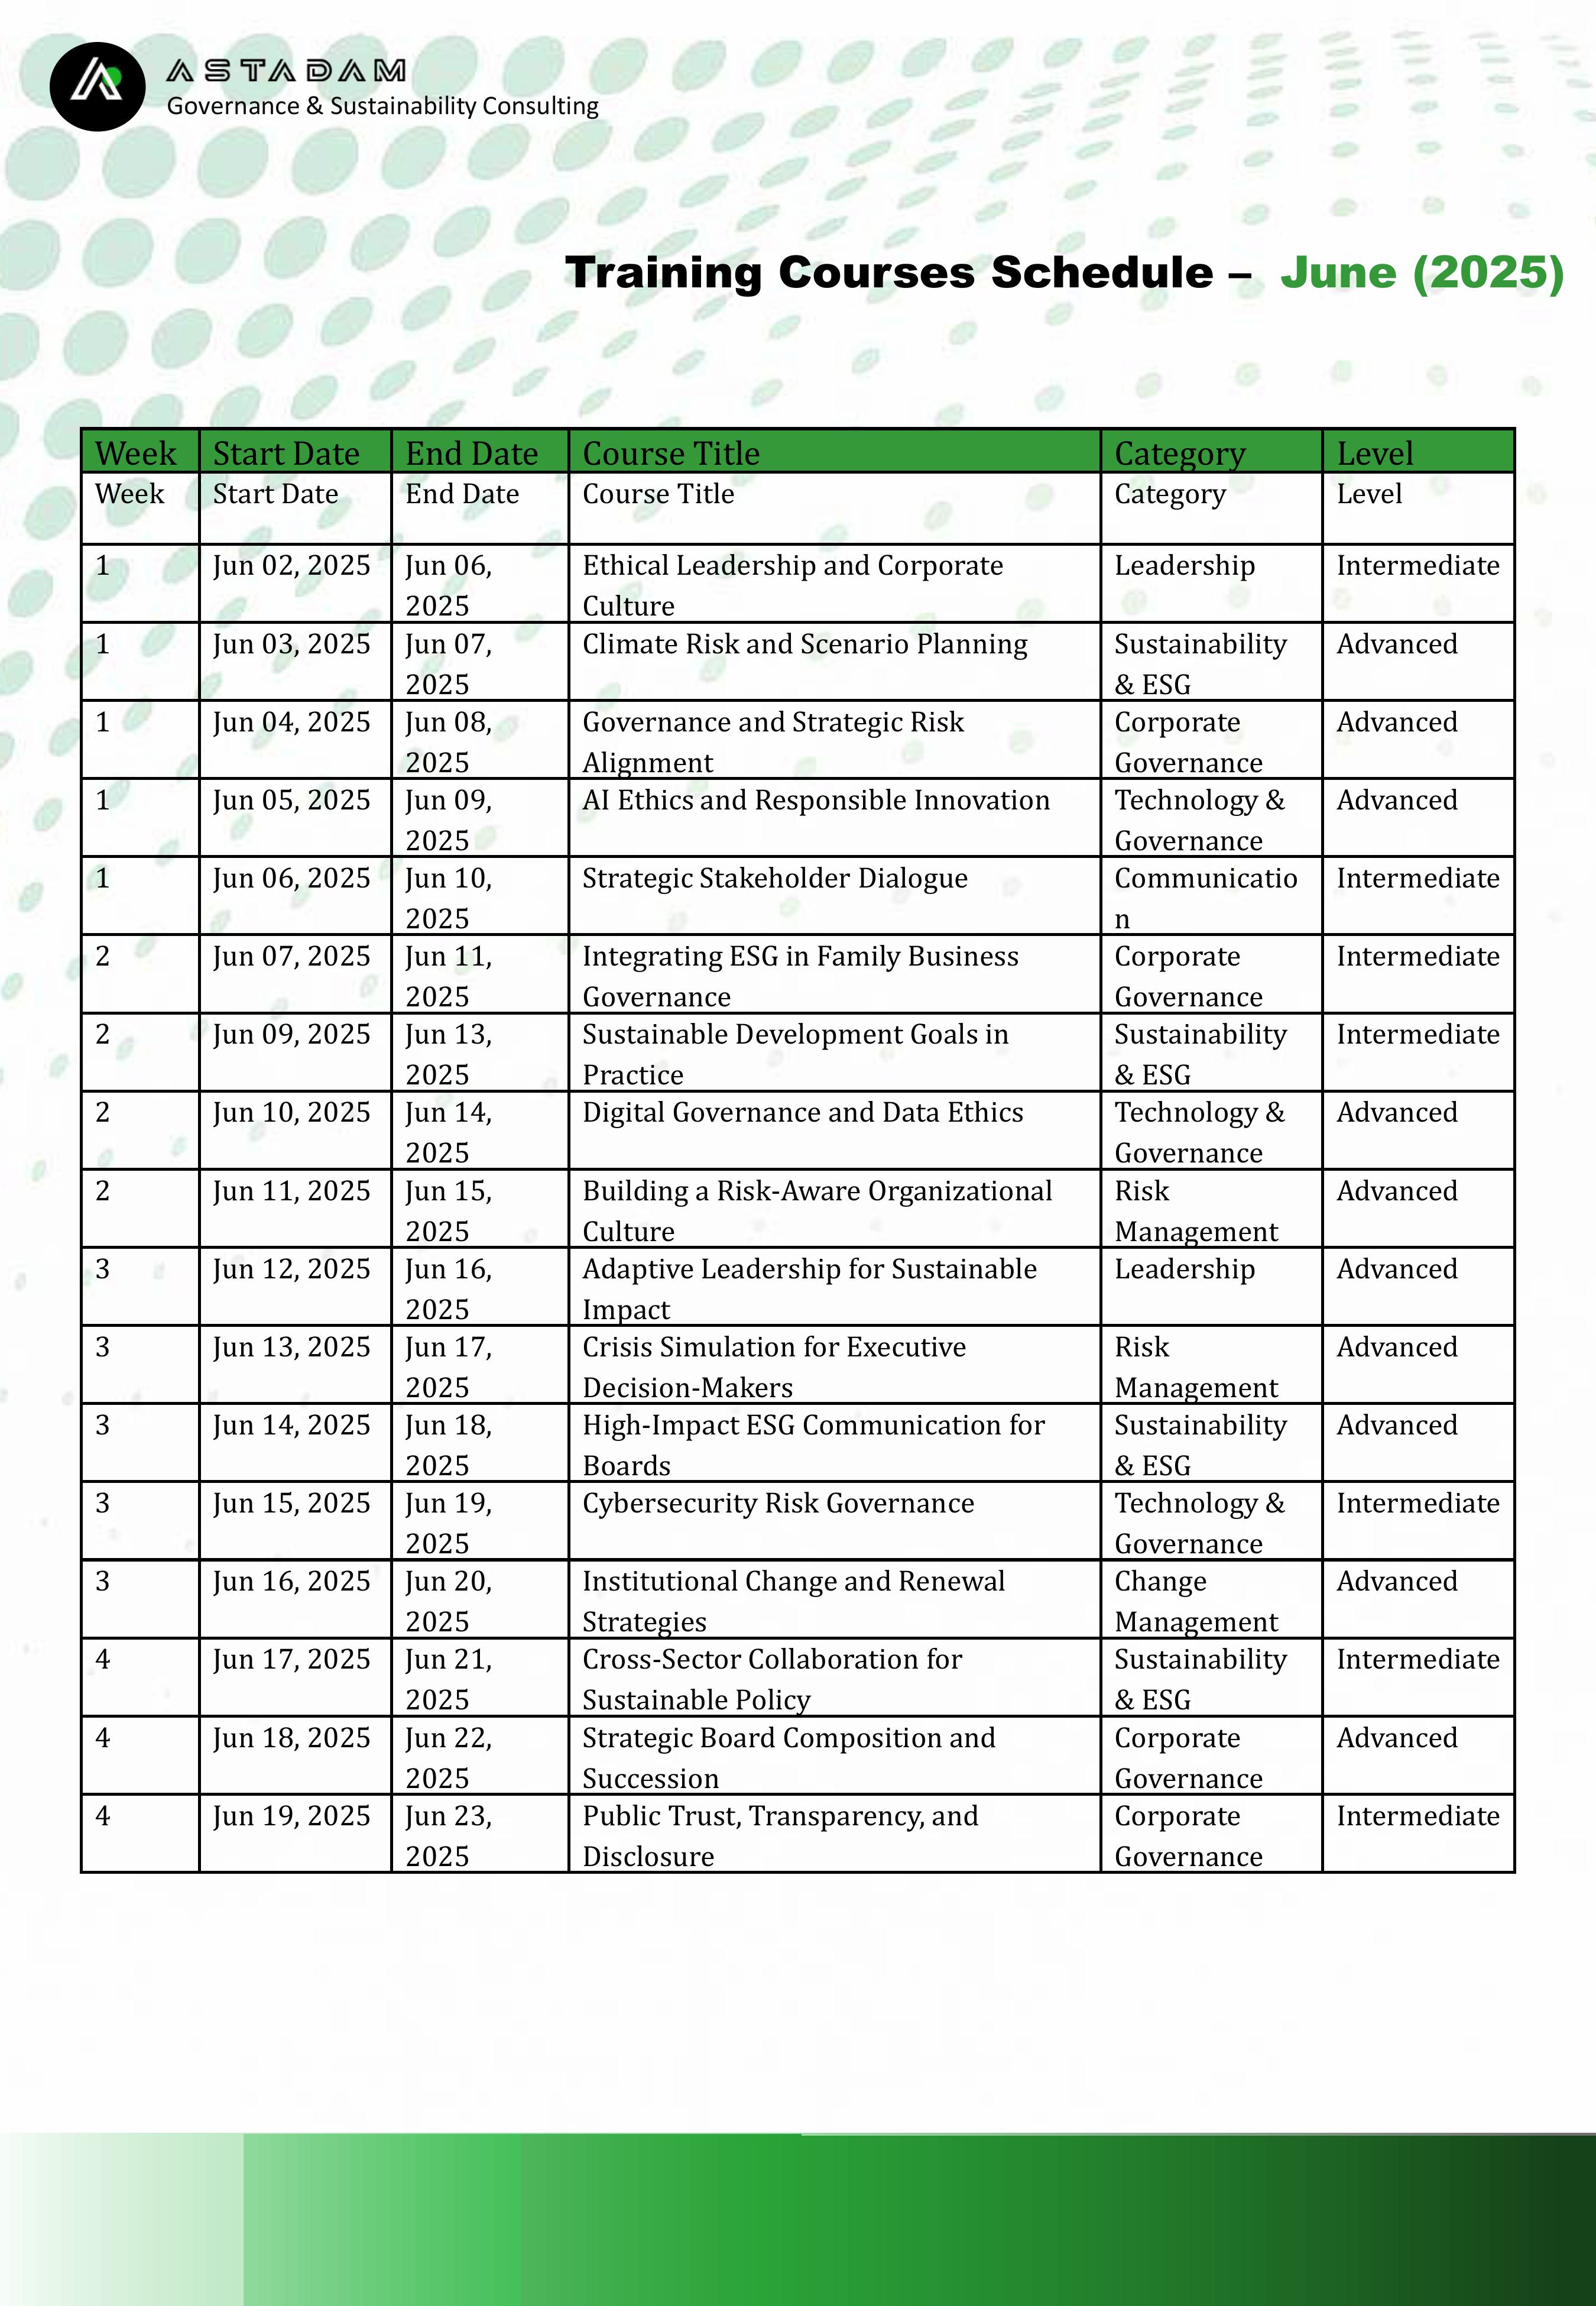 ASTADAM
Governance & Sustainability Consulting
Training Courses Schedule – June (2025)
Week Start Date End Date Course Title Category Level
Week Start Date End Date Course Title Category Level
1 Jun 02, 2025 Jun 06, Ethical Leadership and Corporate Leadership Intermediate
2025 Culture
1 Jun 03, 2025 Jun 07, Climate Risk and Scenario Planning Sustainability Advanced
2025 & ESG
1 Jun 04, 2025 Jun 08, Governance and Strategic Risk Corporate Advanced
2025 Alignment Governance
1 Jun 05, 2025 Jun 09, AI Ethics and Responsible Innovation Technology & Advanced
2025 Governance
1 Jun 06, 2025 Jun 10, Strategic Stakeholder Dialogue Communicatio Intermediate
2025 n
2 Jun 07, 2025 Jun 11, Integrating ESG in Family Business Corporate Intermediate
2025 Governance Governance
2 Jun 09, 2025 Jun 13, Sustainable Development Goals in Sustainability Intermediate
2025 Practice & ESG
2 Jun 10, 2025 Jun 14, Digital Governance and Data Ethics Technology & Advanced
2025 Governance
2 Jun 11, 2025 Jun 15, Building a Risk-Aware Organizational Risk Advanced
2025 Culture Management
3 Jun 12, 2025 Jun 16, Adaptive Leadership for Sustainable Leadership Advanced
2025 Impact
3 Jun 13, 2025 Jun 17, Crisis Simulation for Executive Risk Advanced
2025 Decision-Makers Management
3 Jun 14, 2025 Jun 18, High-Impact ESG Communication for Sustainability Advanced
2025 Boards & ESG
3 Jun 15, 2025 Jun 19, Cybersecurity Risk Governance Technology & Intermediate
2025 Governance
3 Jun 16, 2025 Jun 20, Institutional Change and Renewal Change Advanced
2025 Strategies Management
4 Jun 17, 2025 Jun 21, Cross-Sector Collaboration for Sustainability Intermediate
2025 Sustainable Policy & ESG
4 Jun 18, 2025 Jun 22, Strategic Board Composition and Corporate Advanced
2025 Succession Governance
4 Jun 19, 2025 Jun 23, Public Trust, Transparency, and Corporate Intermediate
2025 Disclosure Governance